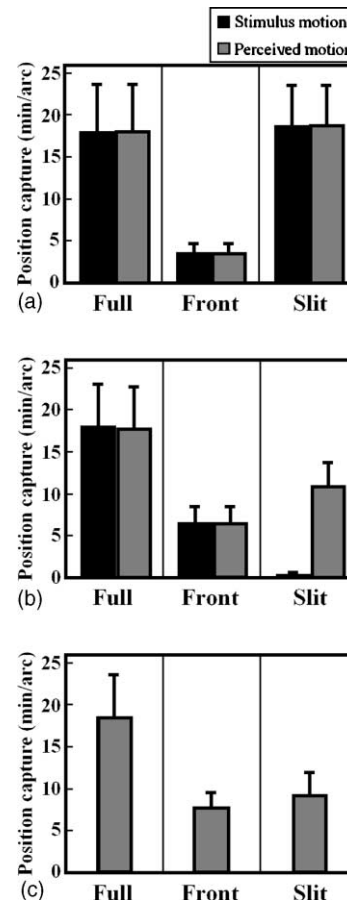 Stimulus motion
Perceived motion
Position capture (min/arc)
25
20
15
10
5
0
(a)
Full Front Slit
Position capture (min/arc)
25
20
15
10
5
0
(b)
Full Front Slit
Position capture (min/arc)
25
20
15
10
5
0
(c)
Full Front Slit